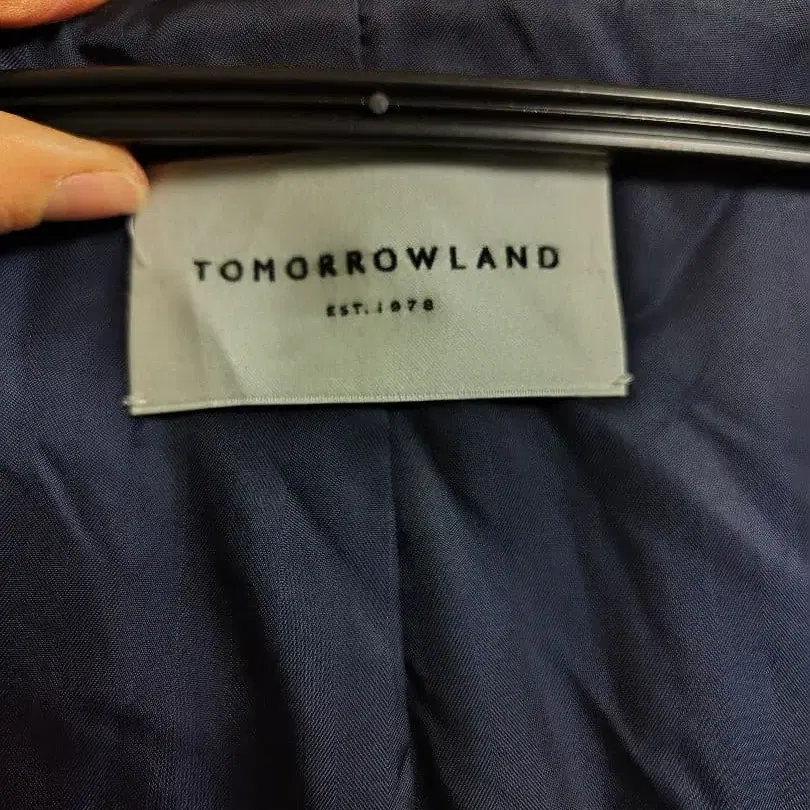 TOMORROWLAND
EST. 1978